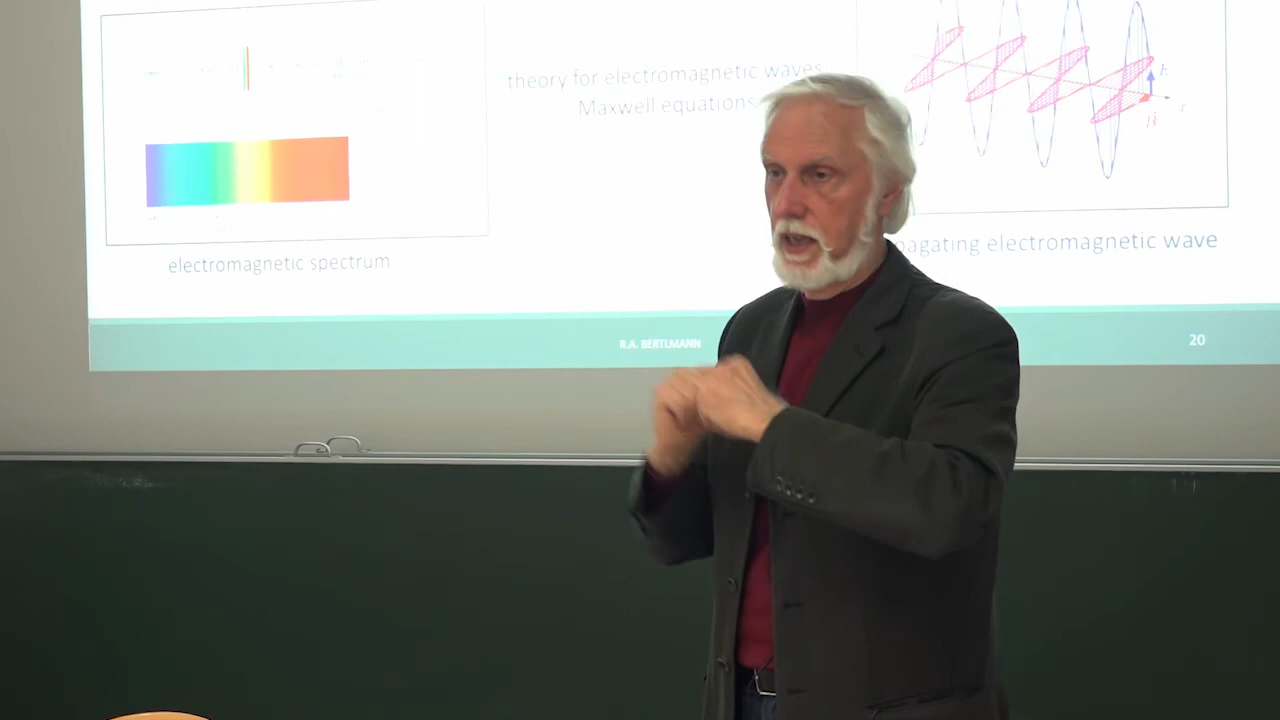 theory for electromagnetic waves
Maxwell equations
electromagnetic spectrum
pagating electromagnetic wave
R.A. BERTLMANN
20